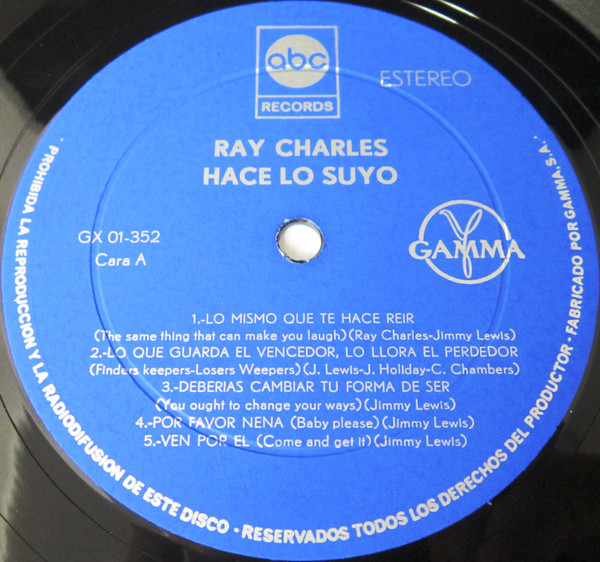 abc
RECORDS
ESTEREO
RAY CHARLES
HACE LO SUYO
GX 01-352
Cara A
GAMMA
1.-LO MISMO QUE TE HACE REIR
(The same thing that can make you laugh) (Ray Charles-Jimmy Lewis)
2.-LO QUE GUARDA EL VENCEDOR, LO LLORA EL PERDEDOR
(Finders keepers-Losers Weepers) (J. Lewis-J. Holiday-C. Chambers)
3.-DEBERIAS CAMBIAR TU FORMA DE SER
(You ought to change your ways) (Jimmy Lewis)
4.-POR FAVOR NENA (Baby please) (Jimmy Lewis)
5.-VEN POR EL (Come and get it) (Jimmy Lewis)
· PROHIBIDA LA REPRODUCCION Y LA RADIODIFUSION DE ESTE DISCO · RESERVADOS TODOS LOS DERECHOS DEL PRODUCTOR · FABRICADO POR GAMMA, S.A.